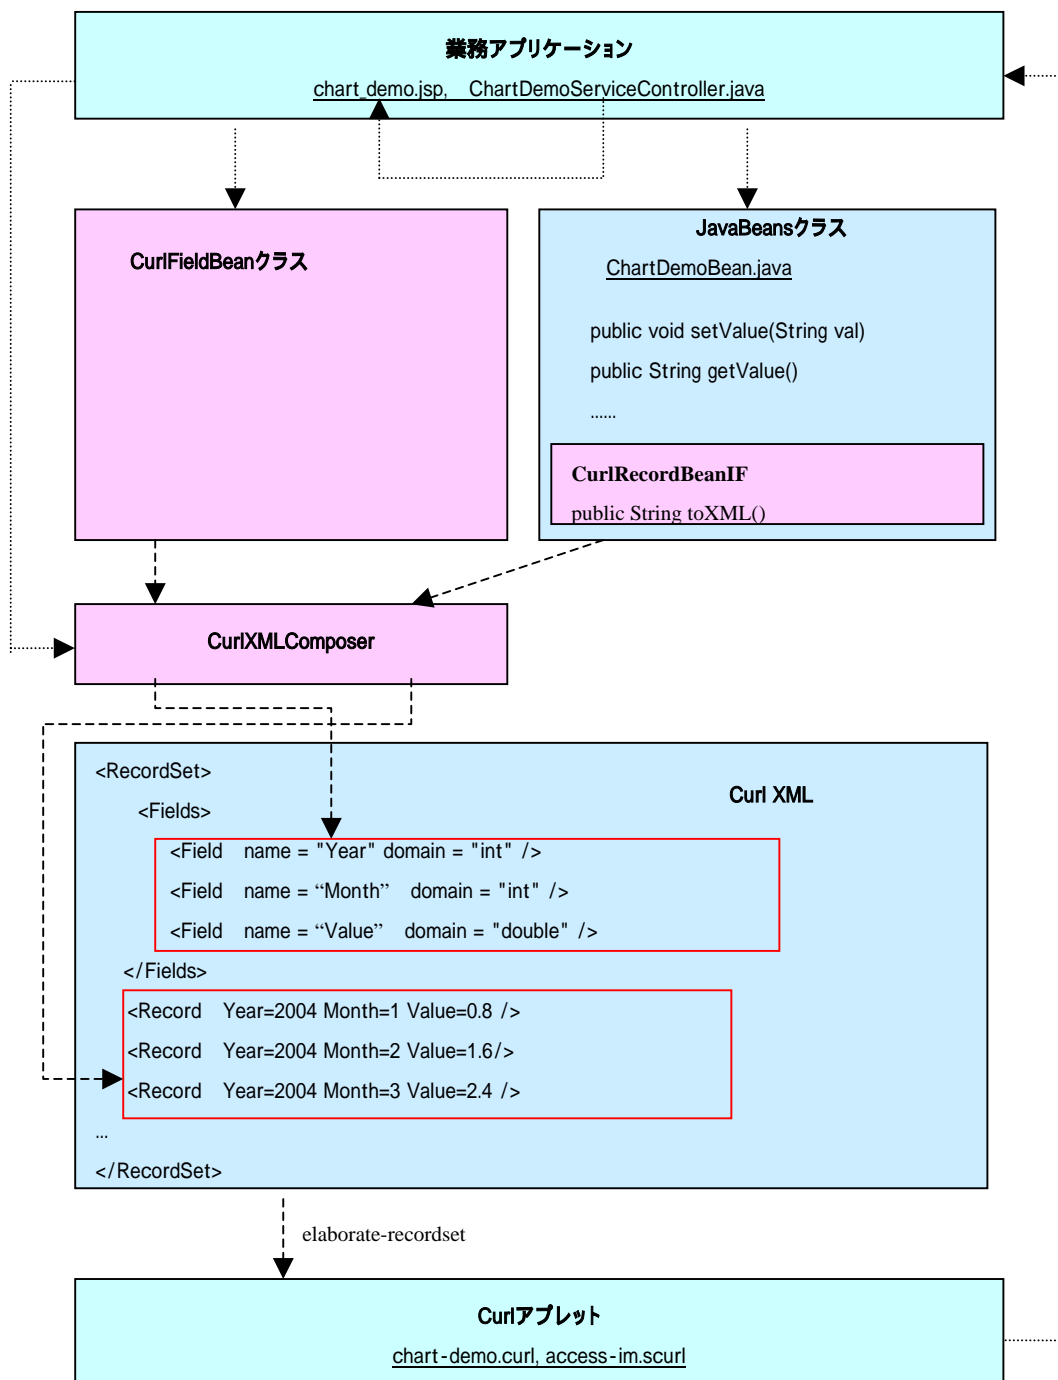 業務アプリケーション
chart_demo.jsp,　ChartDemoServiceController.java
CurlFieldBeanクラス
JavaBeansクラス
ChartDemoBean.java
public void setValue(String val)
public String getValue()
......
CurlRecordBeanIF
public String toXML()
CurlXMLComposer
Curl XML
<RecordSet>
<Fields>
<Field　name = "Year" domain = "int" />
<Field　name = “Month”　domain = "int" />
<Field　name = “Value”　domain = "double" />
</Fields>
<Record　Year=2004 Month=1 Value=0.8 />
<Record　Year=2004 Month=2 Value=1.6/>
<Record　Year=2004 Month=3 Value=2.4 />
...
</RecordSet>
elaborate-recordset
Curlアプレット
chart-demo.curl, access-im.scurl